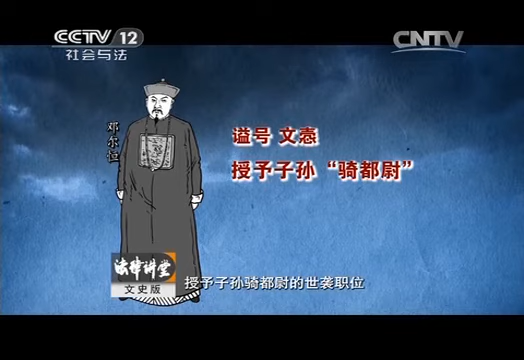 CCTV 12
社会与法
CNTV
邓尔恒
谥号 文悫
授予子孙“骑都尉”
法律讲堂
文史版
授予子孙骑都尉的世袭职位